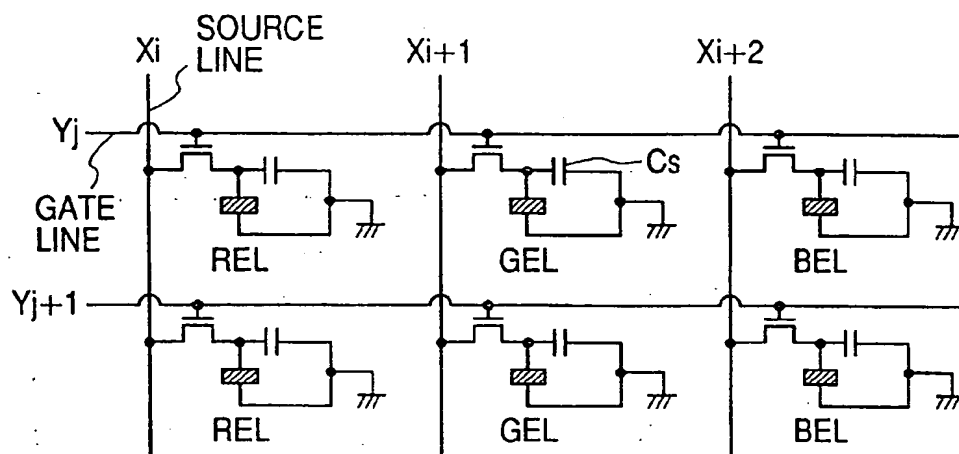 SOURCE
LINE
Xi
Xi+1
Xi+2
Yj
Cs
GATE
LINE
REL
GEL
BEL
Yj+1
REL
GEL
BEL